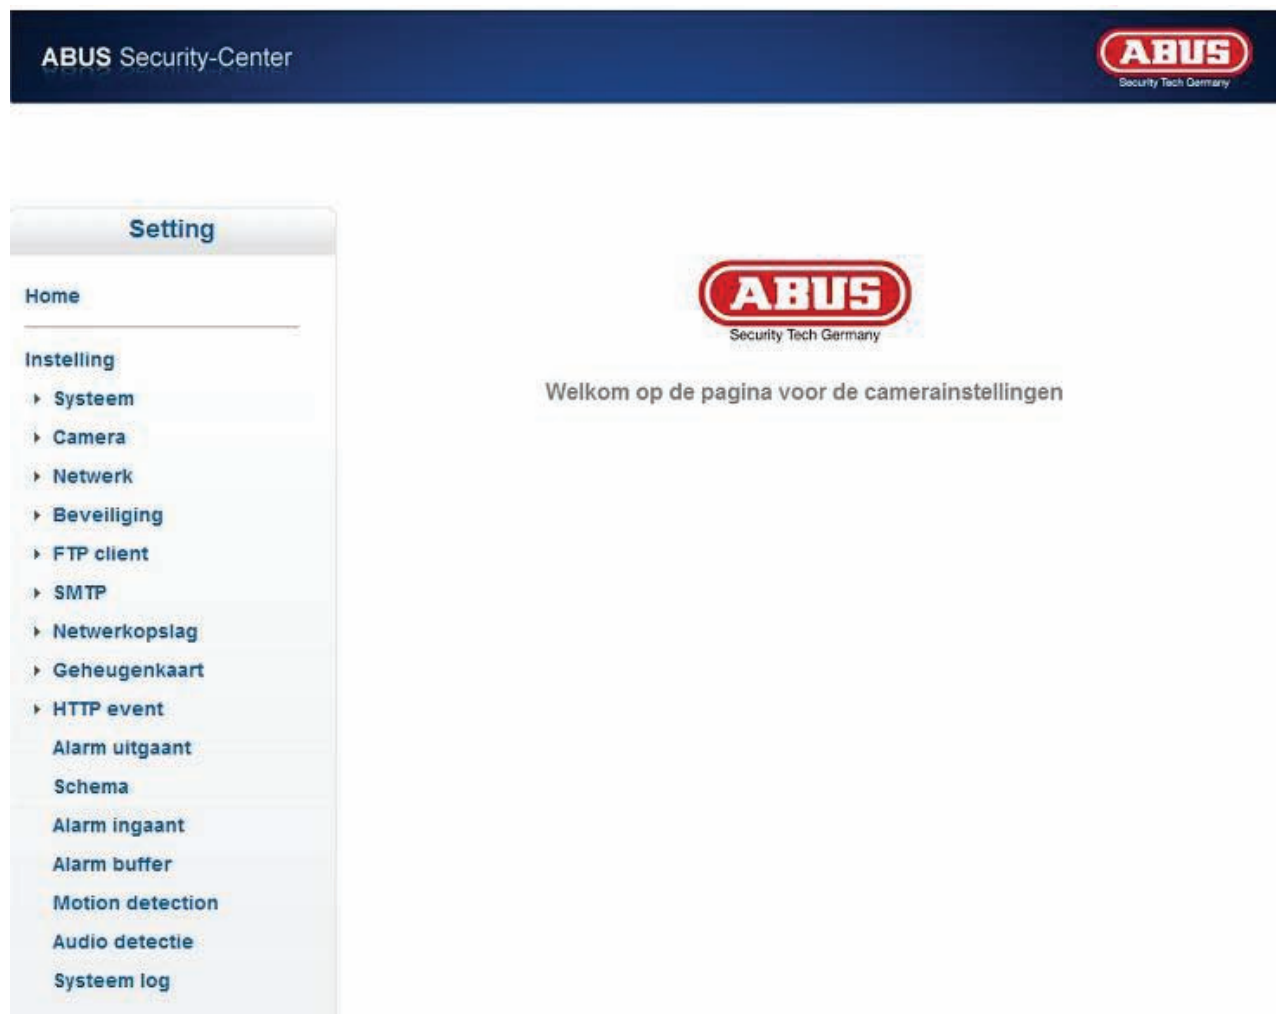 ABUS Security-Center
ABUS
Security Tech Germany
Setting
Home
Instelling
Systeem
Camera
Netwerk
Beveiliging
FTP client
SMTP
Netwerkopslag
Geheugenkaart
HTTP event
Alarm uitgaant
Schema
Alarm ingaant
Alarm buffer
Motion detection
Audio detectie
Systeem log
ABUS
Security Tech Germany
Welkom op de pagina voor de camerainstellingen